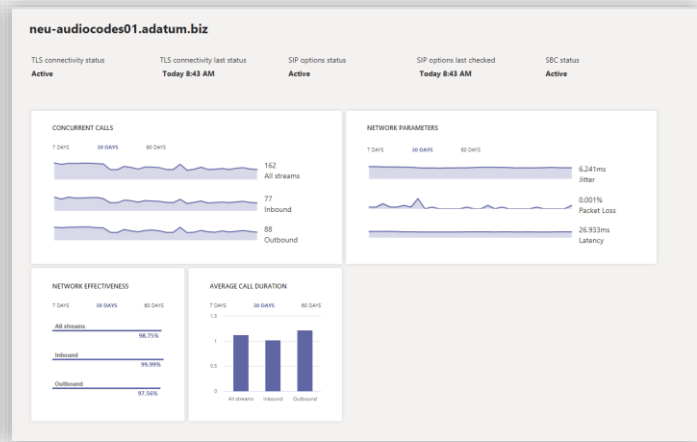 neu-audiocodes01.adatum.biz
TLS connectivity status
TLS connectivity last status
SIP options status
SIP options last checked
SBC status
Active
Today 8:43 AM
Active
Today 8:43 AM
Active
CONCURRENT CALLS
7 DAYS 30 DAYS 60 DAYS
162
All streams
77
Inbound
88
Outbound
NETWORK PARAMETERS
7 DAYS 30 DAYS 60 DAYS
6.241ms
Jitter
0.001%
Packet Loss
26.933ms
Latency
NETWORK EFFECTIVENESS
7 DAYS 30 DAYS 60 DAYS
All streams
98.75%
Inbound
99.99%
Outbound
97.56%
AVERAGE CALL DURATION
7 DAYS 30 DAYS 60 DAYS
1.5
1
0.5
0
All streams Inbound Outbound